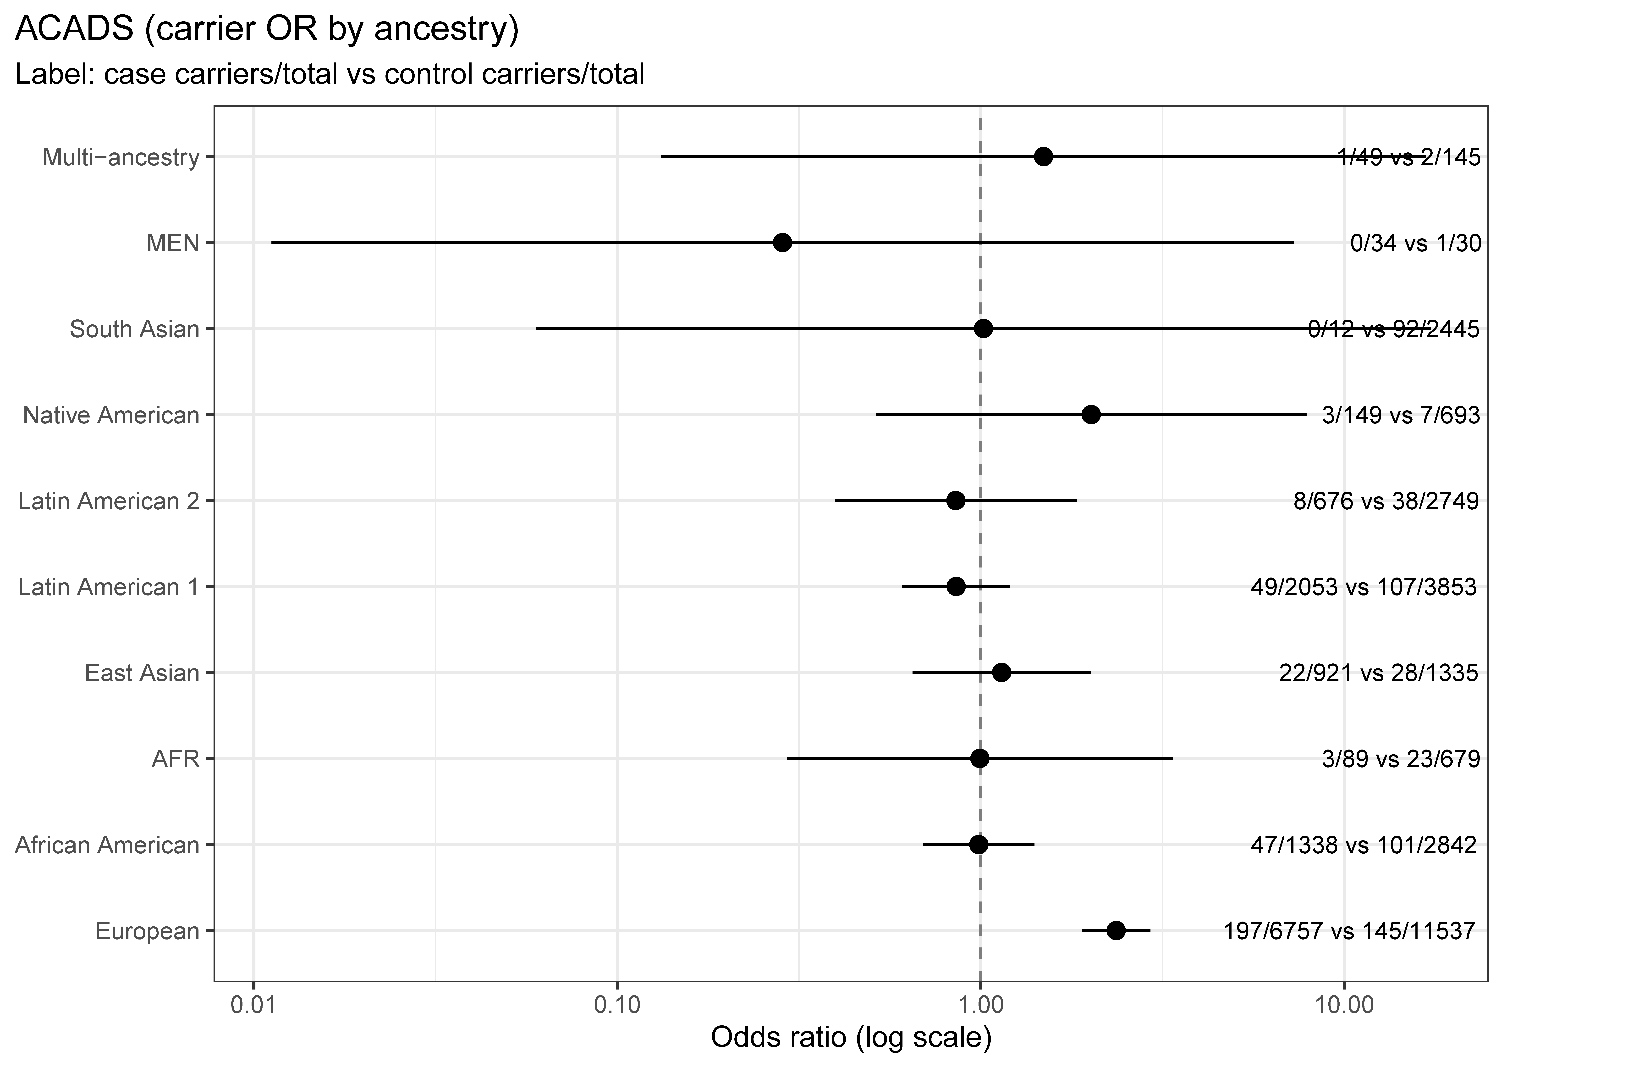 ACADS (carrier OR by ancestry)
Label: case carriers/total vs control carriers/total
Multi−ancestry 1/49 vs 2/145
MEN 0/34 vs 1/30
South Asian 0/12 vs 92/2445
Native American 3/149 vs 7/693
Latin American 2 8/676 vs 38/2749
Latin American 1 49/2053 vs 107/3853
East Asian 22/921 vs 28/1335
AFR 3/89 vs 23/679
African American 47/1338 vs 101/2842
European 197/6757 vs 145/11537
0.01 0.10 1.00 10.00
Odds ratio (log scale)